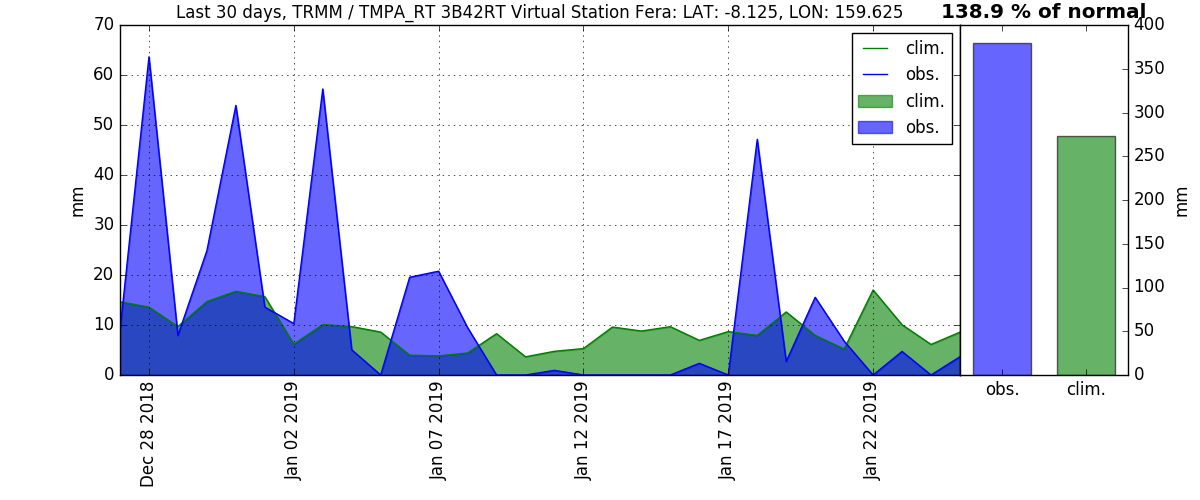 Last 30 days, TRMM / TMPA_RT 3B42RT Virtual Station Fera: LAT: -8.125, LON: 159.625
138.9 % of normal
70
60
50
40
30
20
10
0
mm
clim.
obs.
clim.
obs.
Dec 28 2018
Jan 02 2019
Jan 07 2019
Jan 12 2019
Jan 17 2019
Jan 22 2019
400
350
300
250
200
150
100
50
0
mm
obs.
clim.